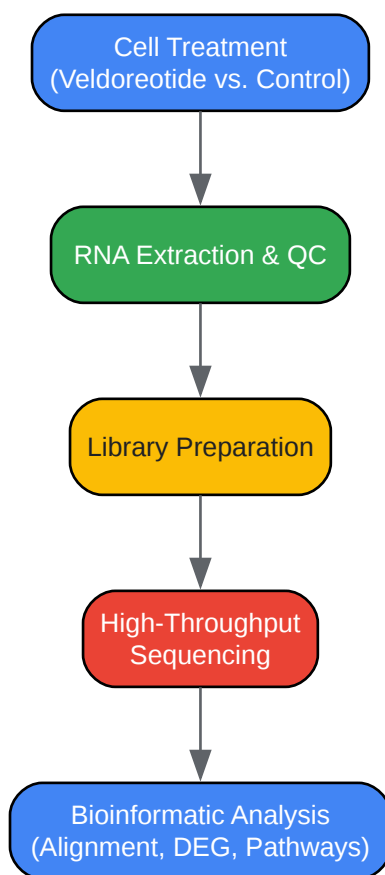 Cell Treatment
(Veldoreotide vs. Control)
RNA Extraction & QC
Library Preparation
High-Throughput
Sequencing
Bioinformatic Analysis
(Alignment, DEG, Pathways)